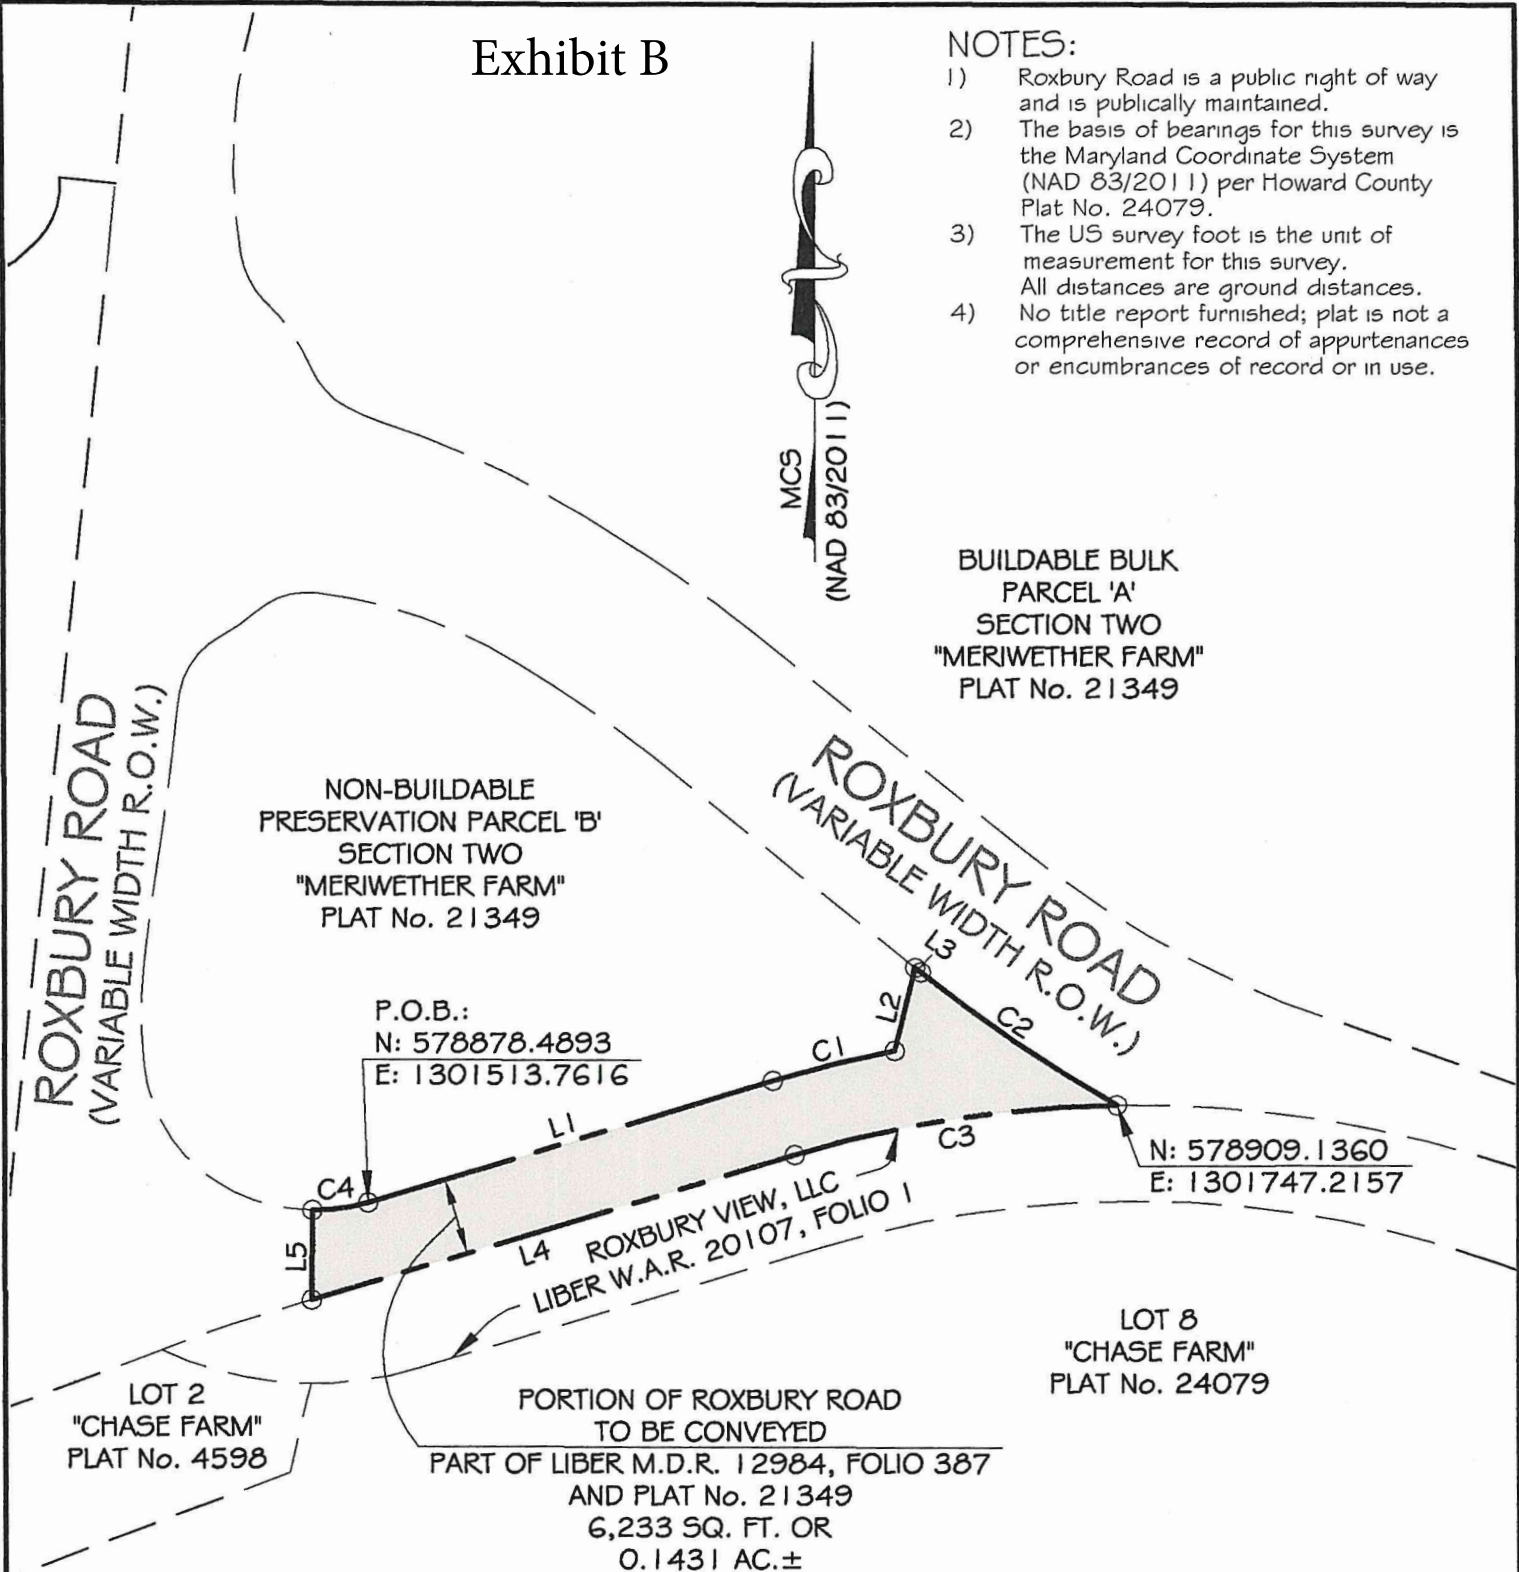 Exhibit B
NOTES:
1) Roxbury Road is a public right of way
and is publically maintained.
2) The basis of bearings for this survey is
the Maryland Coordinate System
(NAD 83/2011) per Howard County
Plat No. 24079.
3) The US survey foot is the unit of
measurement for this survey.
All distances are ground distances.
4) No title report furnished; plat is not a
comprehensive record of appurtenances
or encumbrances of record or in use.
MCS
(NAD 83/2011)
BUILDABLE BULK
PARCEL 'A'
SECTION TWO
"MERIWETHER FARM"
PLAT No. 21349
ROXBURY ROAD
(VARIABLE WIDTH R.O.W.)
NON-BUILDABLE
PRESERVATION PARCEL 'B'
SECTION TWO
"MERIWETHER FARM"
PLAT No. 21349
ROXBURY ROAD
(VARIABLE WIDTH R.O.W.)
L3
L2
C2
C1
P.O.B.:
N: 578878.4893
E: 1301513.7616
L1
C3
N: 578909.1360
E: 1301747.2157
C4
L5
L4
ROXBURY VIEW, LLC
LIBER W.A.R. 20107, FOLIO 1
LOT 8
"CHASE FARM"
PLAT No. 24079
LOT 2
"CHASE FARM"
PLAT No. 4598
PORTION OF ROXBURY ROAD
TO BE CONVEYED
PART OF LIBER M.D.R. 12984, FOLIO 387
AND PLAT No. 21349
6,233 SQ. FT. OR
0.1431 AC.±